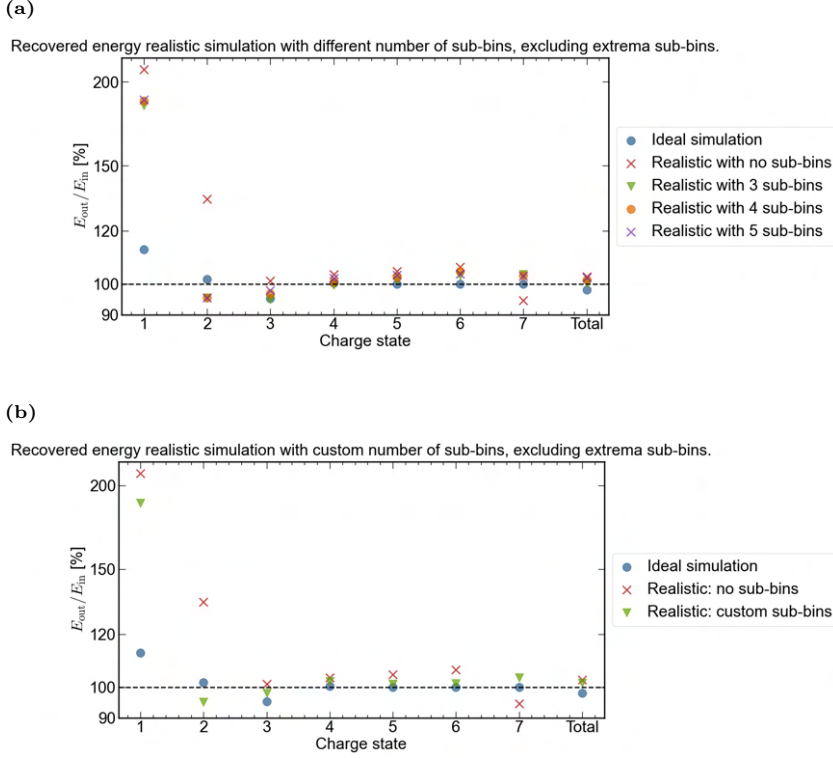 (a)
Recovered energy realistic simulation with different number of sub-bins, excluding extrema sub-bins.
200
150
120
100
90
E_out/E_in [%]
1 2 3 4 5 6 7 Total
Charge state
Ideal simulation
Realistic with no sub-bins
Realistic with 3 sub-bins
Realistic with 4 sub-bins
Realistic with 5 sub-bins
(b)
Recovered energy realistic simulation with custom number of sub-bins, excluding extrema sub-bins.
200
150
120
100
90
E_out/E_in [%]
1 2 3 4 5 6 7 Total
Charge state
Ideal simulation
Realistic: no sub-bins
Realistic: custom sub-bins